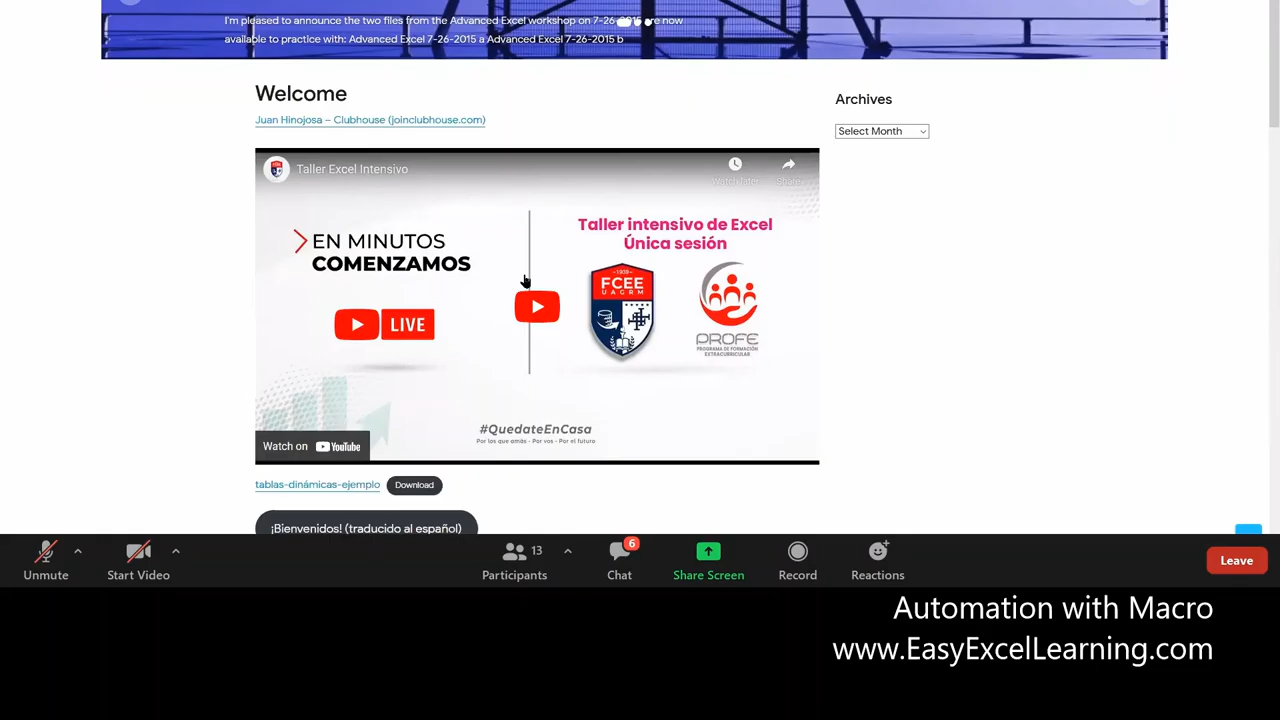 I'm pleased to announce the two files from the Advanced Excel workshop on 7-26-2015 are now
available to practice with: Advanced Excel 7-26-2015 a Advanced Excel 7-26-2015 b
Welcome
Juan Hinojosa – Clubhouse (joinclubhouse.com)
Archives
Select Month
Taller Excel Intensivo
Watch later
Share
EN MINUTOS
COMENZAMOS
LIVE
Taller intensivo de Excel
Única sesión
1939
FCEE
UAGRM
PROFE
PROGRAMA DE FORMACIÓN
EXTRACURRICULAR
#QuedateEnCasa
Por los que amás - Por vos - Por el futuro
Watch on YouTube
tablas-dinámicas-ejemplo
Download
¡Bienvenidos! (traducido al español)
Unmute
Start Video
13
Participants
6
Chat
Share Screen
Record
Reactions
Leave
Automation with Macro
www.EasyExcelLearning.com